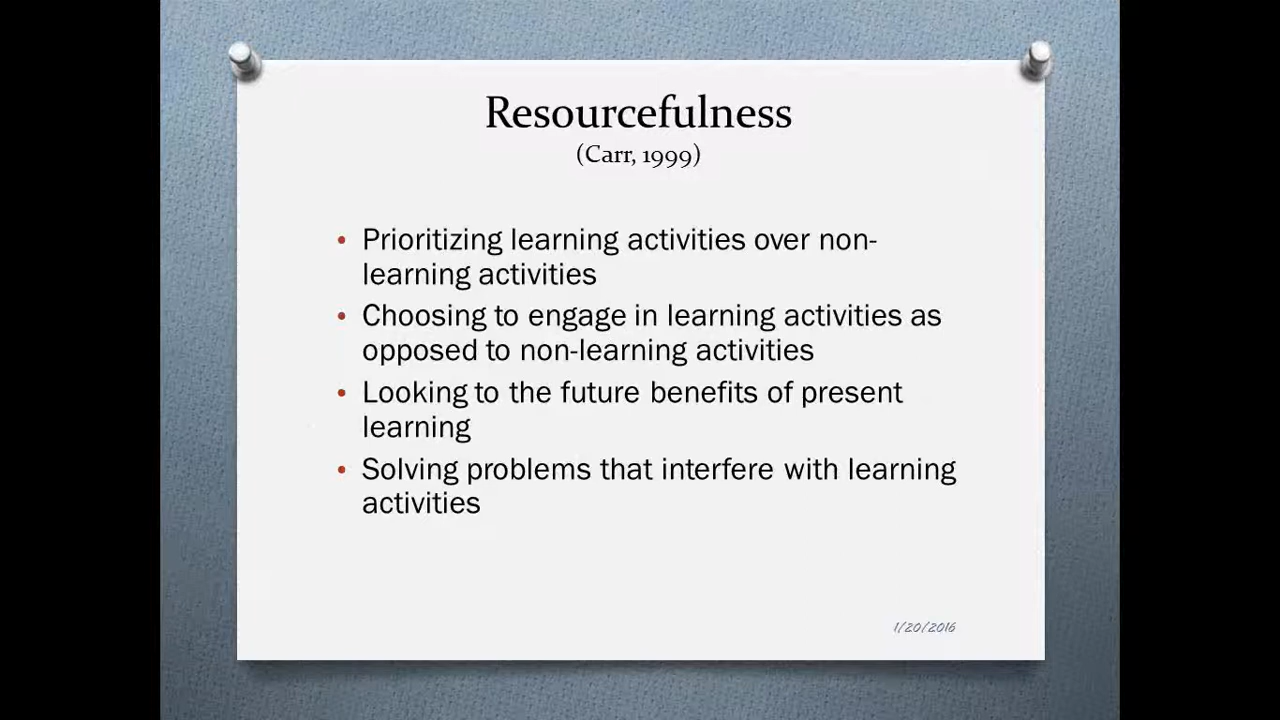 Resourcefulness
(Carr, 1999)
• Prioritizing learning activities over non-
learning activities
• Choosing to engage in learning activities as
opposed to non-learning activities
• Looking to the future benefits of present
learning
• Solving problems that interfere with learning
activities
1/20/2016